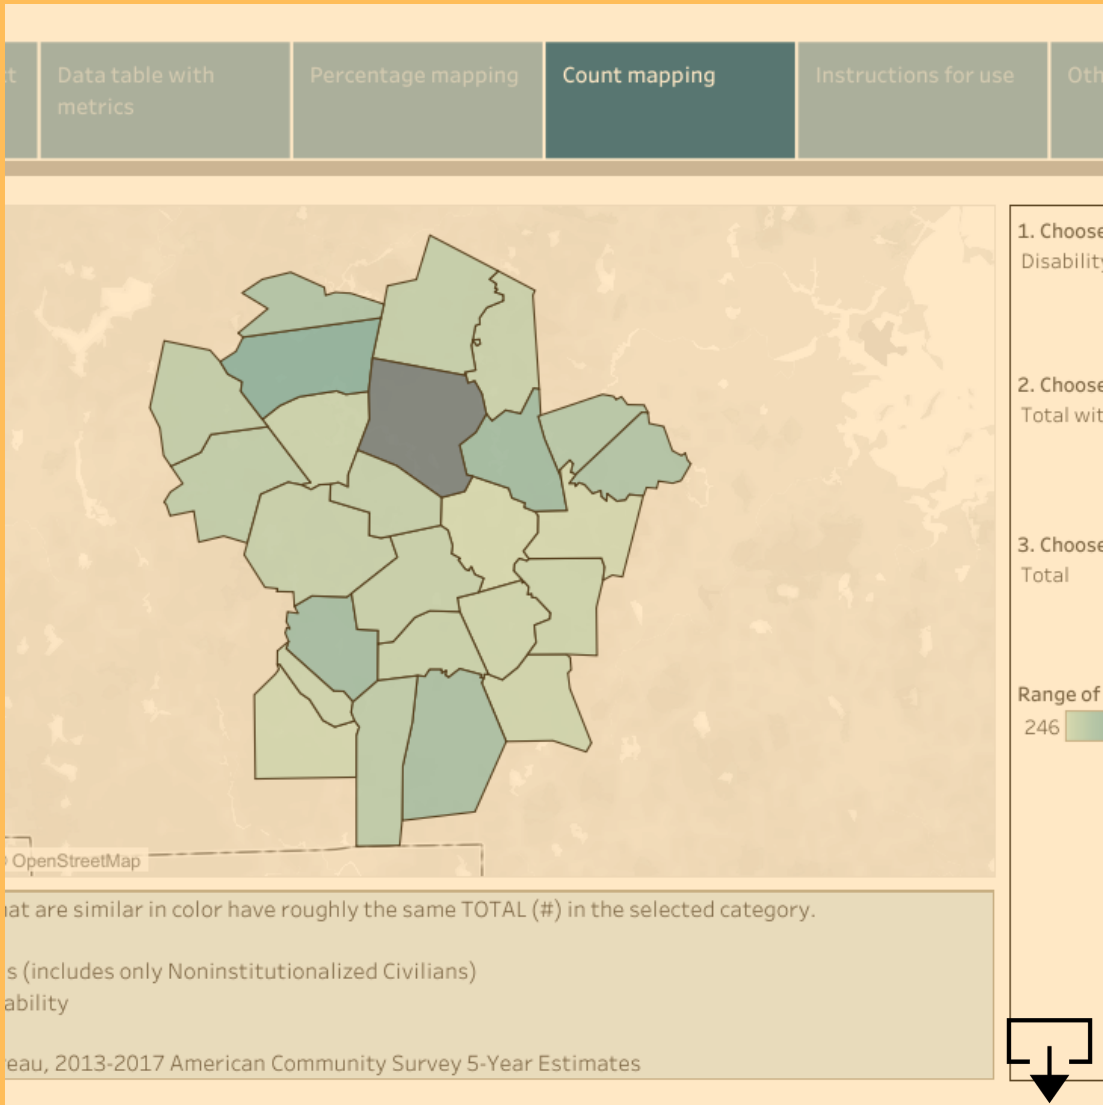 ct
Data table with
metrics
Percentage mapping
Count mapping
Instructions for use
Oth
1. Choose
Disability
2. Choose
Total wit
3. Choose
Total
Range of
246
OpenStreetMap
at are similar in color have roughly the same TOTAL (#) in the selected category.
s (includes only Noninstitutionalized Civilians)
ability
eau, 2013-2017 American Community Survey 5-Year Estimates